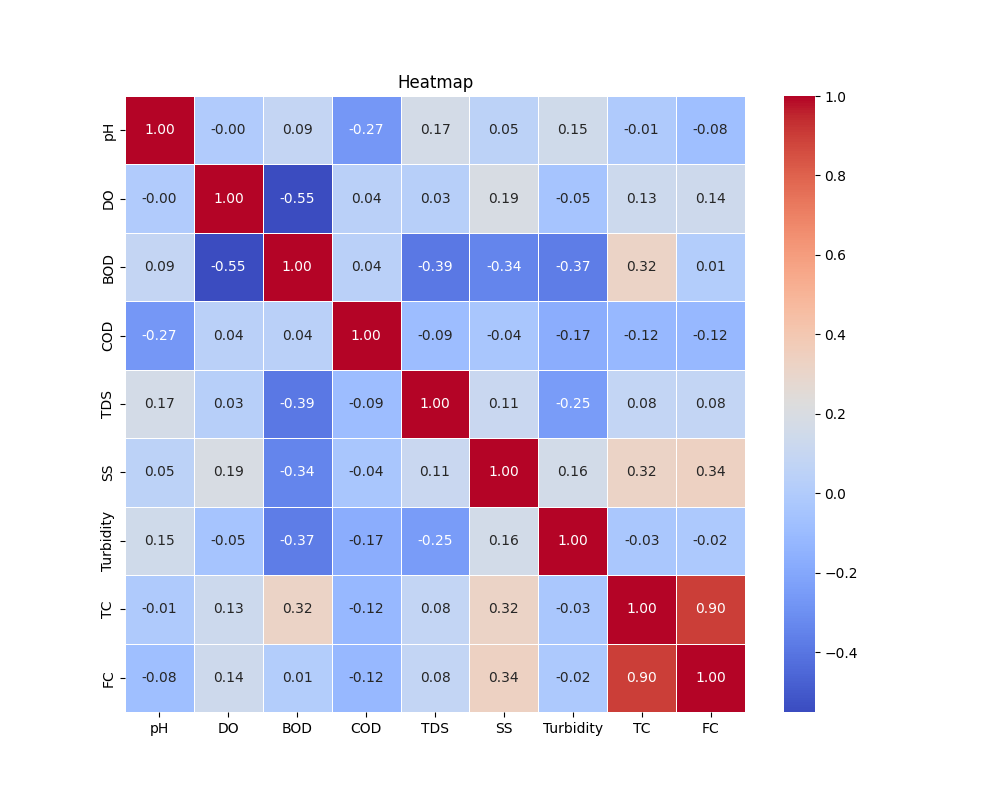 Heatmap
pH 1.00 -0.00 0.09 -0.27 0.17 0.05 0.15 -0.01 -0.08
DO -0.00 1.00 -0.55 0.04 0.03 0.19 -0.05 0.13 0.14
BOD 0.09 -0.55 1.00 0.04 -0.39 -0.34 -0.37 0.32 0.01
COD -0.27 0.04 0.04 1.00 -0.09 -0.04 -0.17 -0.12 -0.12
TDS 0.17 0.03 -0.39 -0.09 1.00 0.11 -0.25 0.08 0.08
SS 0.05 0.19 -0.34 -0.04 0.11 1.00 0.16 0.32 0.34
Turbidity 0.15 -0.05 -0.37 -0.17 -0.25 0.16 1.00 -0.03 -0.02
TC -0.01 0.13 0.32 -0.12 0.08 0.32 -0.03 1.00 0.90
FC -0.08 0.14 0.01 -0.12 0.08 0.34 -0.02 0.90 1.00
pH DO BOD COD TDS SS Turbidity TC FC
1.0
0.8
0.6
0.4
0.2
0.0
−0.2
−0.4